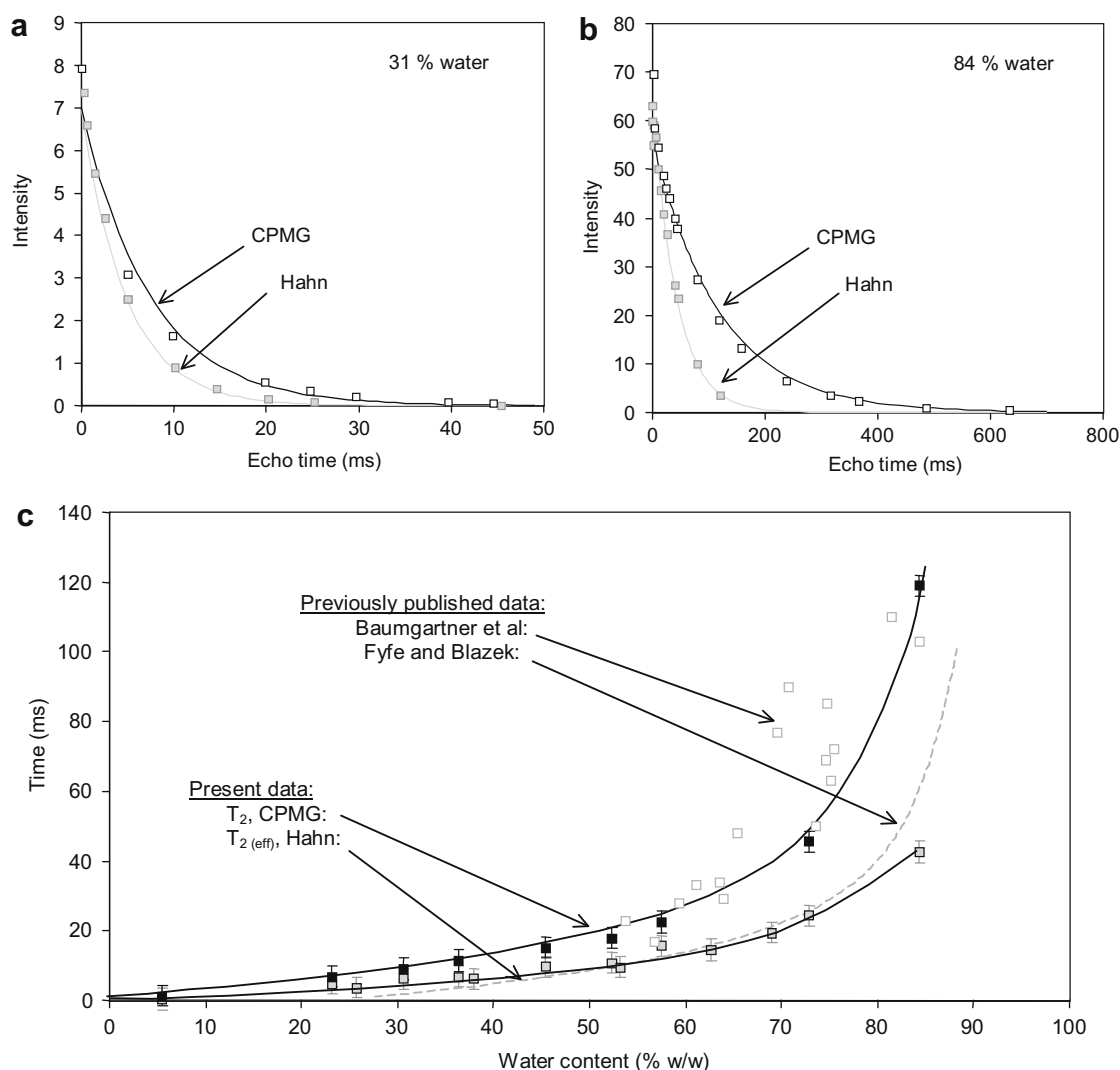 a
9
8
7
6
5
4
3
2
1
0
Intensity
31 % water
CPMG
Hahn
0 10 20 30 40 50
Echo time (ms)
b
80
70
60
50
40
30
20
10
0
Intensity
84 % water
CPMG
Hahn
0 200 400 600 800
Echo time (ms)
c
140
120
100
80
60
40
20
0
Time (ms)
Previously published data:
Baumgartner et al:
Fyfe and Blazek:
Present data:
T2, CPMG:
T2 (eff), Hahn:
0 10 20 30 40 50 60 70 80 90 100
Water content (% w/w)